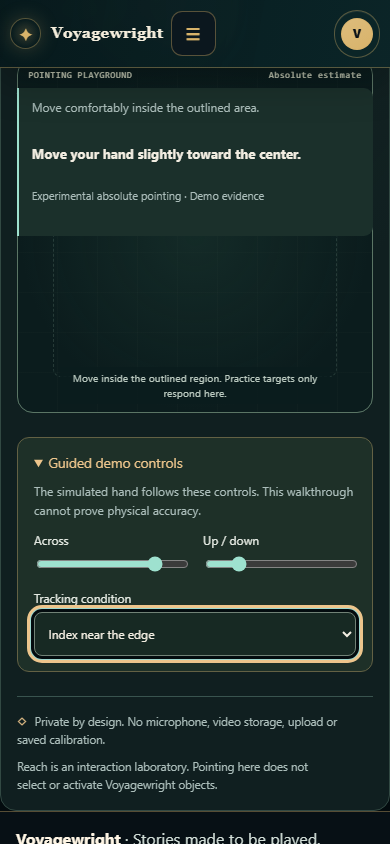 Voyagewright
V
POINTING PLAYGROUND Absolute estimate
Move comfortably inside the outlined area.
Move your hand slightly toward the center.
Experimental absolute pointing · Demo evidence
Move inside the outlined region. Practice targets only
respond here.
▼ Guided demo controls
The simulated hand follows these controls. This walkthrough
cannot prove physical accuracy.
Across Up / down
Tracking condition
Index near the edge
Private by design. No microphone, video storage, upload or
saved calibration.
Reach is an interaction laboratory. Pointing here does not
select or activate Voyagewright objects.
Voyagewright · Stories made to be played.